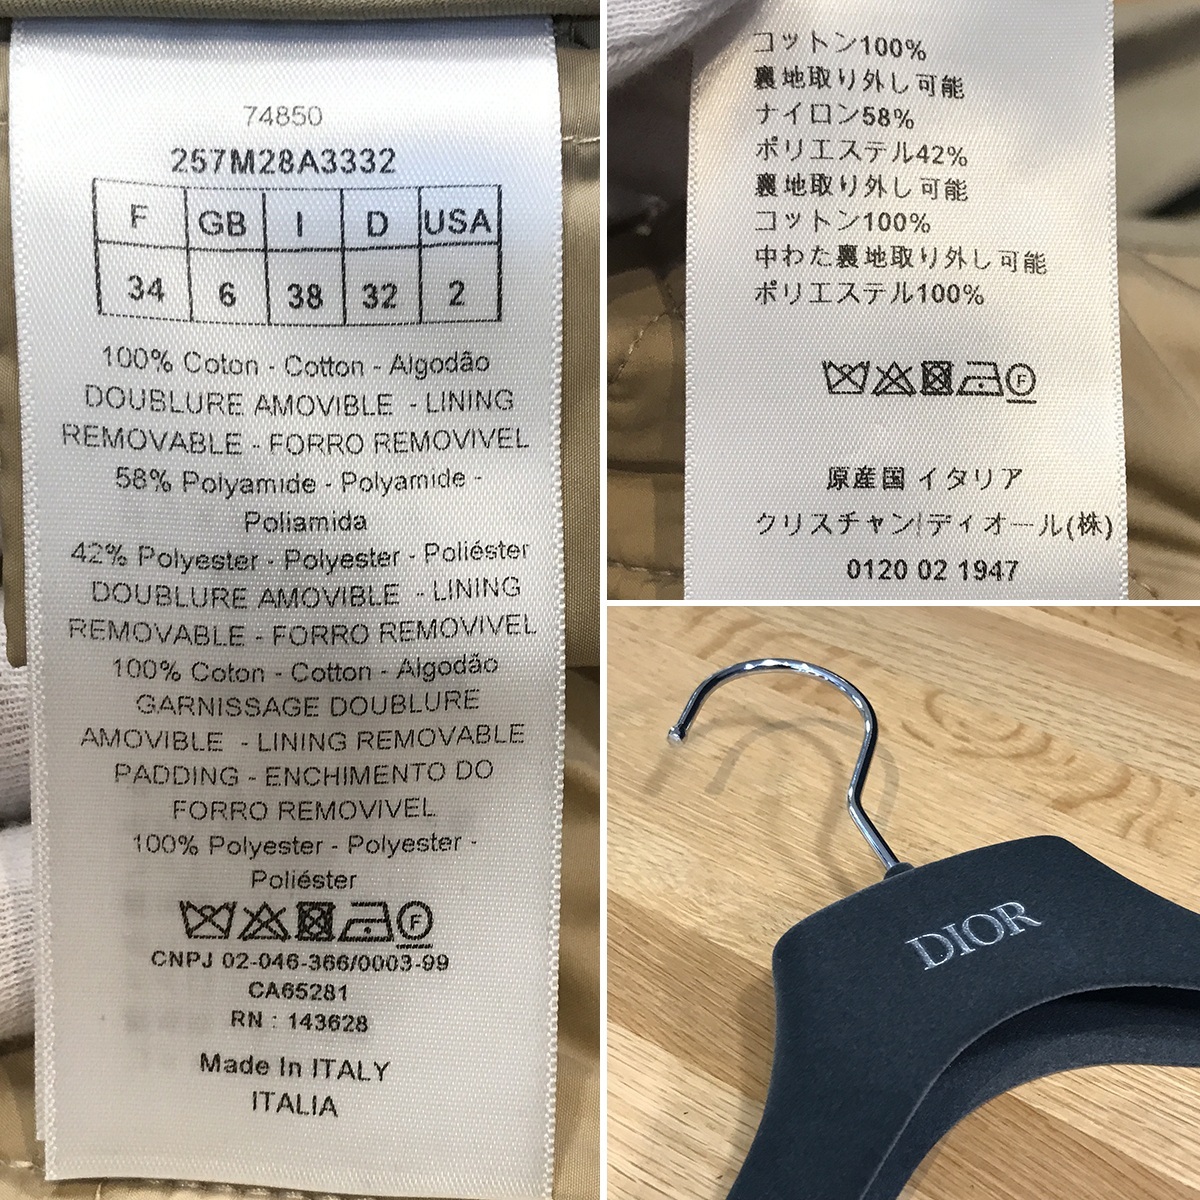 74850
257M28A3332
F GB I D USA
34 6 38 32 2
100% Coton - Cotton - Algodão
DOUBLURE AMOVIBLE - LINING
REMOVABLE - FORRO REMOVIVEL
58% Polyamide - Polyamide -
Poliamida
42% Polyester - Polyester - Poliéster
DOUBLURE AMOVIBLE - LINING
REMOVABLE - FORRO REMOVIVEL
100% Coton - Cotton - Algodão
GARNISSAGE DOUBLURE
AMOVIBLE - LINING REMOVABLE
PADDING - ENCHIMENTO DO
FORRO REMOVIVEL
100% Polyester - Polyester -
Poliéster
F
CNPJ 02-046-366/0003-99
CA65281
RN : 143628
Made In ITALY
ITALIA
コットン100%
裏地取り外し可能
ナイロン58%
ポリエステル42%
裏地取り外し可能
コットン100%
中わた裏地取り外し可能
ポリエステル100%
F
原産国 イタリア
クリスチャン|ディオール(株)
0120 02 1947
DIOR